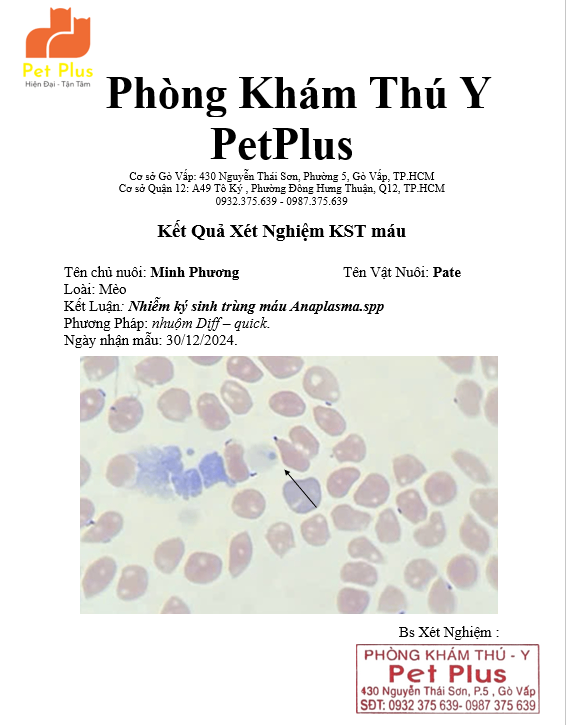 Pet Plus
Hiện Đại - Tận Tâm
Phòng Khám Thú Y
PetPlus
Cơ sở Gò Vấp: 430 Nguyễn Thái Sơn, Phường 5, Gò Vấp, TP.HCM
Cơ sở Quận 12: A49 Tô Ký , Phường Đông Hưng Thuận, Q12, TP.HCM
0932.375.639 - 0987.375.639
Kết Quả Xét Nghiệm KST máu
Tên chủ nuôi: Minh Phương Tên Vật Nuôi: Pate
Loài: Mèo
Kết Luận: Nhiễm ký sinh trùng máu Anaplasma.spp
Phương Pháp: nhuộm Diff – quick.
Ngày nhận mẫu: 30/12/2024.
Bs Xét Nghiệm :
PHÒNG KHÁM THÚ - Y
Pet Plus
430 Nguyễn Thái Sơn, P.5 , Gò Vấp
SĐT: 0932 375 639- 0987 375 639